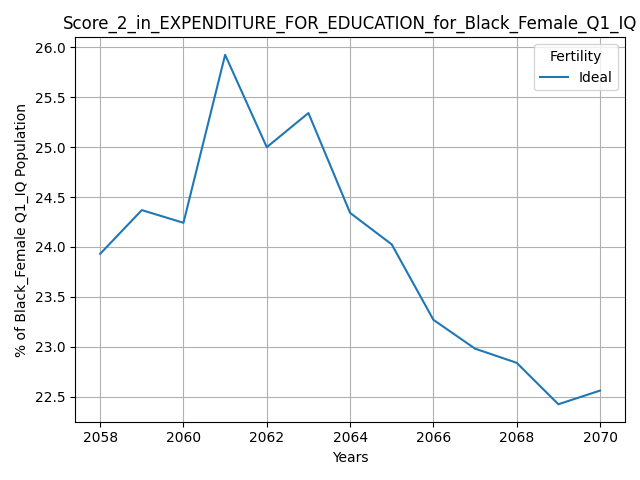 Score_2_in_EXPENDITURE_FOR_EDUCATION_for_Black_Female_Q1_IQ
Fertility
Ideal
26.0
25.5
25.0
24.5
24.0
23.5
23.0
22.5
% of Black_Female Q1_IQ Population
2058 2060 2062 2064 2066 2068 2070
Years